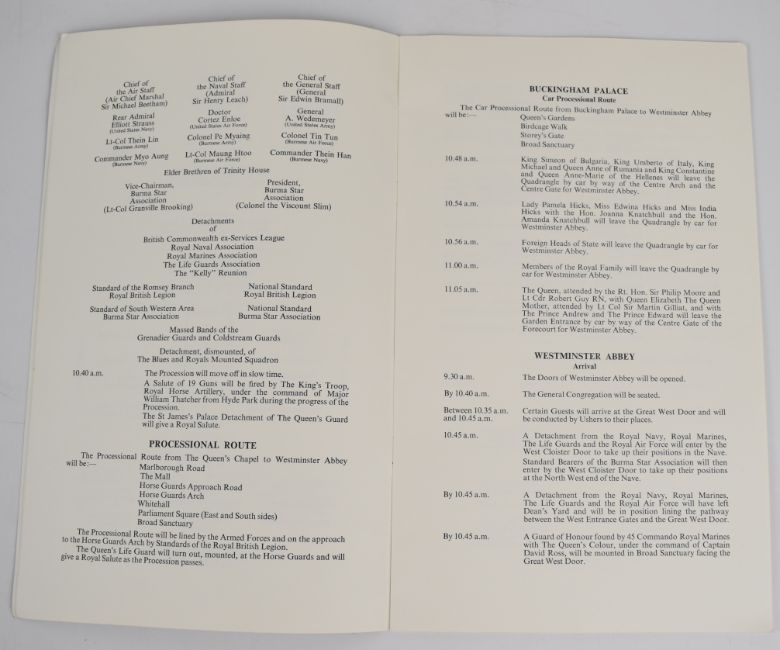 Chief of
the Air Staff
(Air Chief Marshal
Sir Michael Beetham)
Chief of
the Naval Staff
(Admiral
Sir Henry Leach)
Chief of
the General Staff
(General
Sir Edwin Bramall)
Rear Admiral
Elliott Strauss
(United States Navy)
Doctor
Cortez Enloe
(United States Air Force)
General
A. Wedemeyer
(United States Army)
Lt-Col Thein Lin
(Burmese Army)
Colonel Pe Myaing
(Burmese Army)
Colonel Tin Tun
(Burmese Air Force)
Commander Myo Aung
(Burmese Navy)
Lt-Col Maung Htoo
(Burmese Air Force)
Commander Thein Han
(Burmese Navy)
Elder Brethren of Trinity House
Vice-Chairman,
Burma Star
Association
(Lt-Col Granville Brooking)
President,
Burma Star
Association
(Colonel the Viscount Slim)
Detachments
of
British Commonwealth ex-Services League
Royal Naval Association
Royal Marines Association
The Life Guards Association
The "Kelly" Reunion
Standard of the Romsey Branch
Royal British Legion
National Standard
Royal British Legion
Standard of South Western Area
Burma Star Association
National Standard
Burma Star Association
Massed Bands of the
Grenadier Guards and Coldstream Guards
Detachment, dismounted, of
The Blues and Royals Mounted Squadron
10.40 a.m. The Procession will move off in slow time.
A Salute of 19 Guns will be fired by The King's Troop,
Royal Horse Artillery, under the command of Major
William Thatcher from Hyde Park during the progress of the
Procession.
The St James's Palace Detachment of The Queen's Guard
will give a Royal Salute.
PROCESSIONAL ROUTE
The Processional Route from The Queen's Chapel to Westminster Abbey
will be:—
Marlborough Road
The Mall
Horse Guards Approach Road
Horse Guards Arch
Whitehall
Parliament Square (East and South sides)
Broad Sanctuary
The Processional Route will be lined by the Armed Forces and on the approach
to the Horse Guards Arch by Standards of the Royal British Legion.
The Queen's Life Guard will turn out, mounted, at the Horse Guards and will
give a Royal Salute as the Procession passes.
BUCKINGHAM PALACE
Car Processional Route
The Car Processional Route from Buckingham Palace to Westminster Abbey
will be:—
Queen's Gardens
Birdcage Walk
Storey's Gate
Broad Sanctuary
10.48 a.m. King Simeon of Bulgaria, King Umberto of Italy, King
Michael and Queen Anne of Rumania and King Constantine
and Queen Anne-Marie of the Hellenes will leave the
Quadrangle by car by way of the Centre Arch and the
Centre Gate for Westminster Abbey.
10.54 a.m. Lady Pamela Hicks, Miss Edwina Hicks and Miss India
Hicks with the Hon. Joanna Knatchbull and the Hon.
Amanda Knatchbull will leave the Quadrangle by car for
Westminster Abbey.
10.56 a.m. Foreign Heads of State will leave the Quadrangle by car for
Westminster Abbey.
11.00 a.m. Members of the Royal Family will leave the Quadrangle by
car for Westminster Abbey.
11.05 a.m. The Queen, attended by the Rt. Hon. Sir Philip Moore and
Lt Cdr Robert Guy RN, with Queen Elizabeth The Queen
Mother, attended by Lt Col Sir Martin Gilliat, and with
The Prince Andrew and The Prince Edward will leave the
Garden Entrance by car by way of the Centre Gate of the
Forecourt for Westminster Abbey.
WESTMINSTER ABBEY
Arrival
9.30 a.m. The Doors of Westminster Abbey will be opened.
By 10.40 a.m. The General Congregation will be seated.
Between 10.35 a.m. Certain Guests will arrive at the Great West Door and will
and 10.45 a.m. be conducted by Ushers to their places.
10.45 a.m. A Detachment from the Royal Navy, Royal Marines,
The Life Guards and the Royal Air Force will enter by the
West Cloister Door to take up their positions in the Nave.
Standard Bearers of the Burma Star Association will then
enter by the West Cloister Door to take up their positions
at the North West end of the Nave.
By 10.45 a.m. A Detachment from the Royal Navy, Royal Marines,
The Life Guards and the Royal Air Force will have left
Dean's Yard and will be in position lining the pathway
between the West Entrance Gates and the Great West Door.
By 10.45 a.m. A Guard of Honour found by 45 Commando Royal Marines
with The Queen's Colour, under the command of Captain
David Ross, will be mounted in Broad Sanctuary facing the
Great West Door.